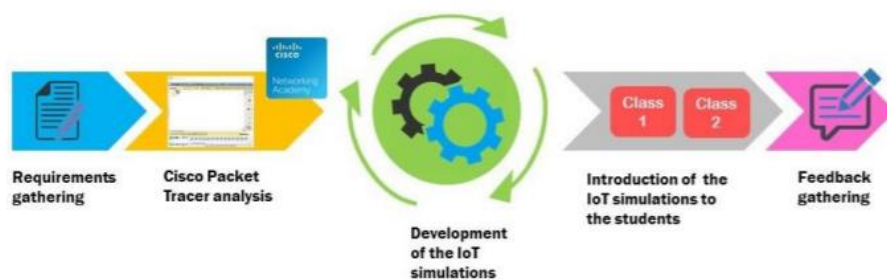 CISCO
Networking
Academy
Class
1
Class
2
Requirements
gathering
Cisco Packet
Tracer analysis
Development
of the IoT
simulations
Introduction of the
IoT simulations to
the students
Feedback
gathering